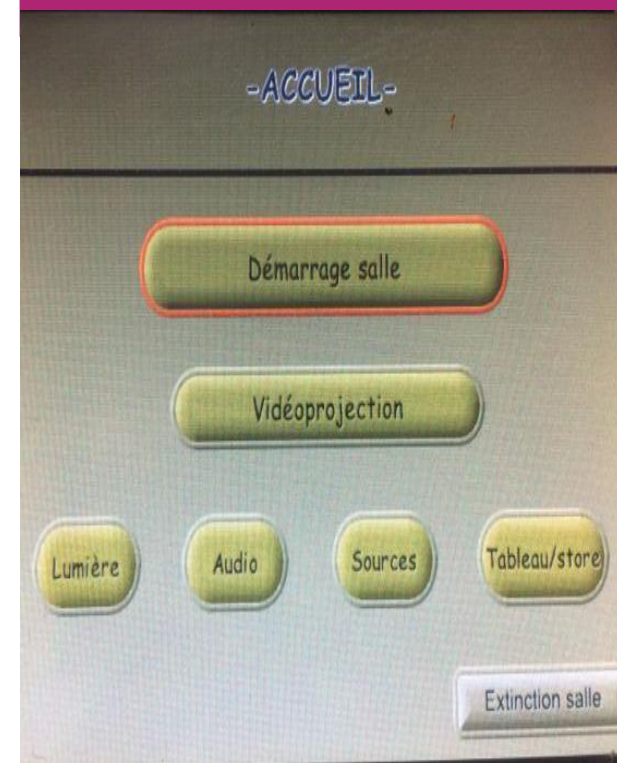 -ACCUEIL-
Démarrage salle
Vidéoprojection
Lumière Audio Sources Tableau/store
Extinction salle